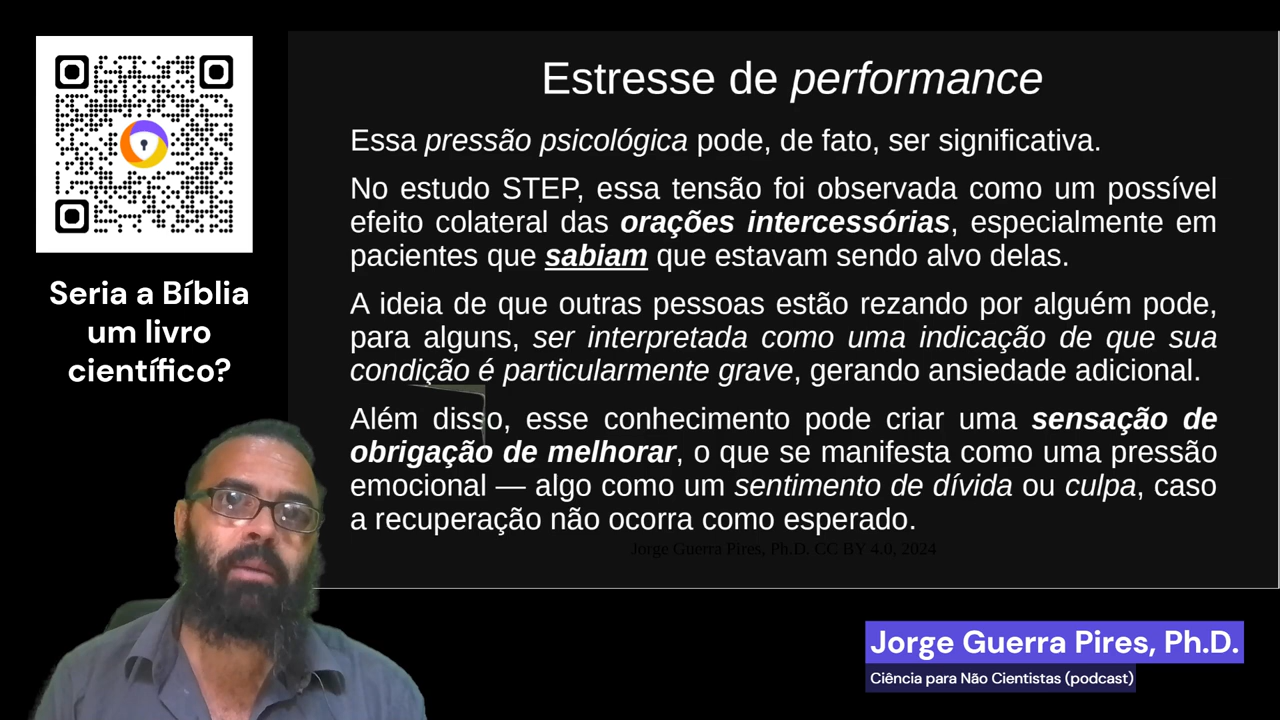 Estresse de performance
Essa pressão psicológica pode, de fato, ser significativa.
No estudo STEP, essa tensão foi observada como um possível
efeito colateral das orações intercessórias, especialmente em
pacientes que sabiam que estavam sendo alvo delas.
A ideia de que outras pessoas estão rezando por alguém pode,
para alguns, ser interpretada como uma indicação de que sua
condição é particularmente grave, gerando ansiedade adicional.
Além disso, esse conhecimento pode criar uma sensação de
obrigação de melhorar, o que se manifesta como uma pressão
emocional — algo como um sentimento de dívida ou culpa, caso
a recuperação não ocorra como esperado.
Jorge Guerra Pires, Ph.D. CC BY 4.0, 2024
Seria a Bíblia
um livro
científico?
Jorge Guerra Pires, Ph.D.
Ciência para Não Cientistas (podcast)